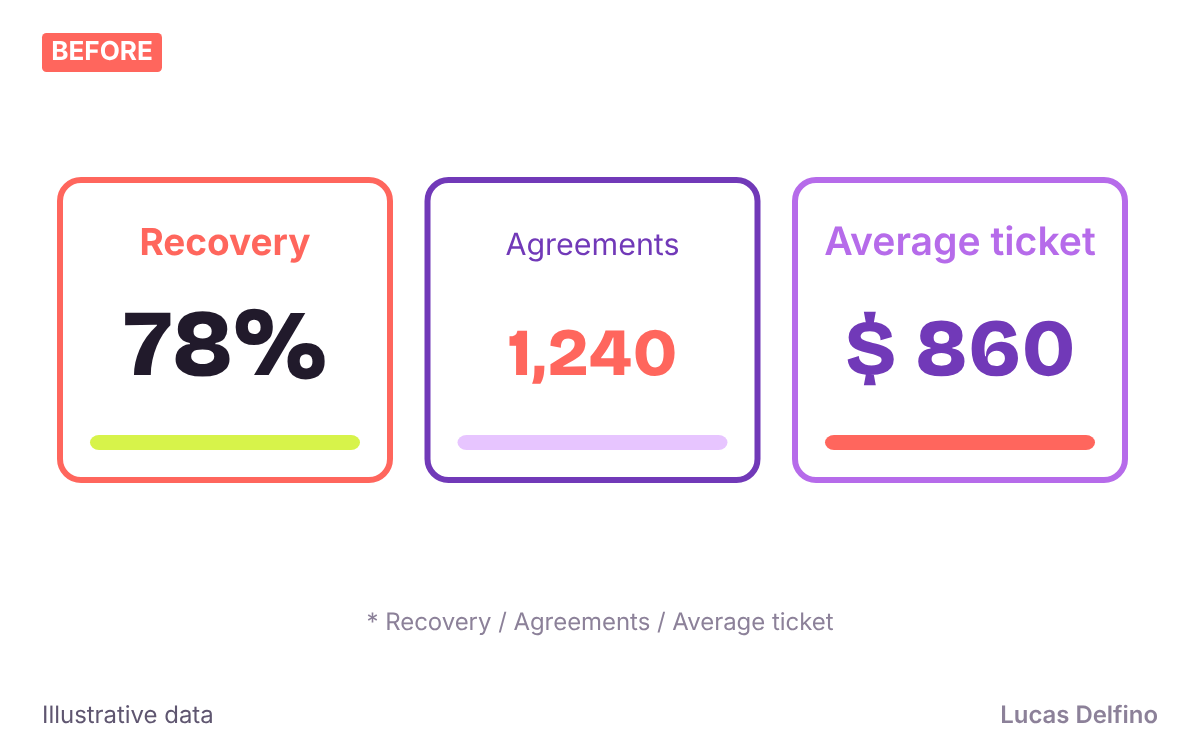 BEFORE
Recovery
Agreements
Average ticket
78%
1,240
$ 860
* Recovery / Agreements / Average ticket
Illustrative data
Lucas Delfino